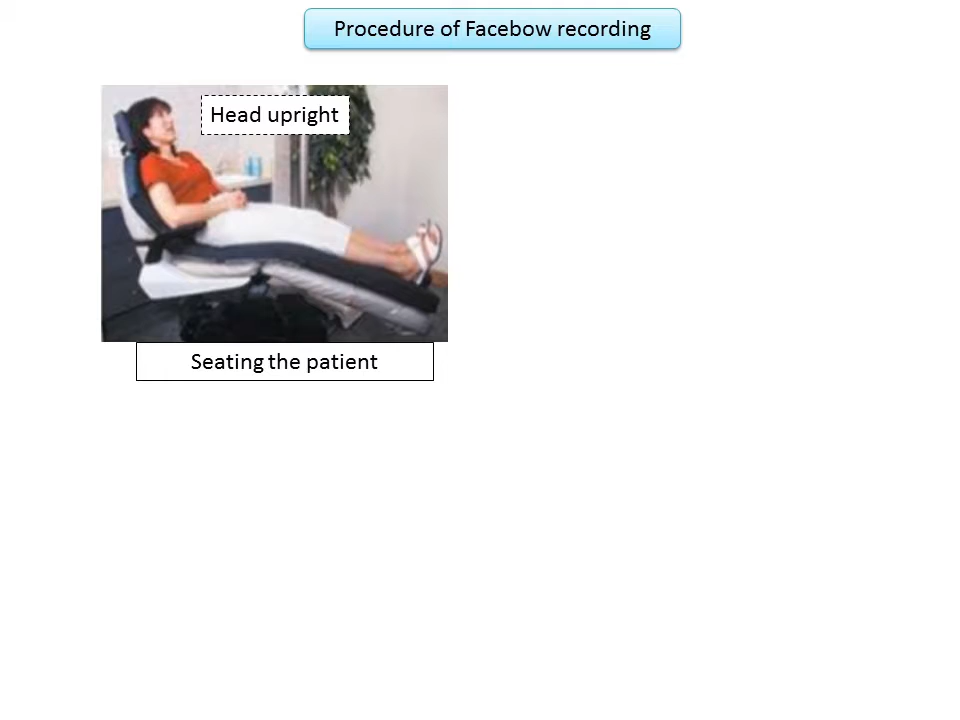 Procedure of Facebow recording
Head upright
Seating the patient